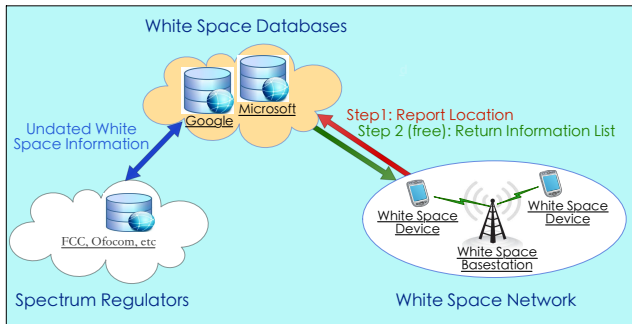 White Space Databases
Google
Microsoft
Undated White
Space Information
Step1: Report Location
Step 2 (free): Return Information List
FCC, Ofocom, etc
White Space
Device
White Space
Device
White Space
Basestation
Spectrum Regulators
White Space Network